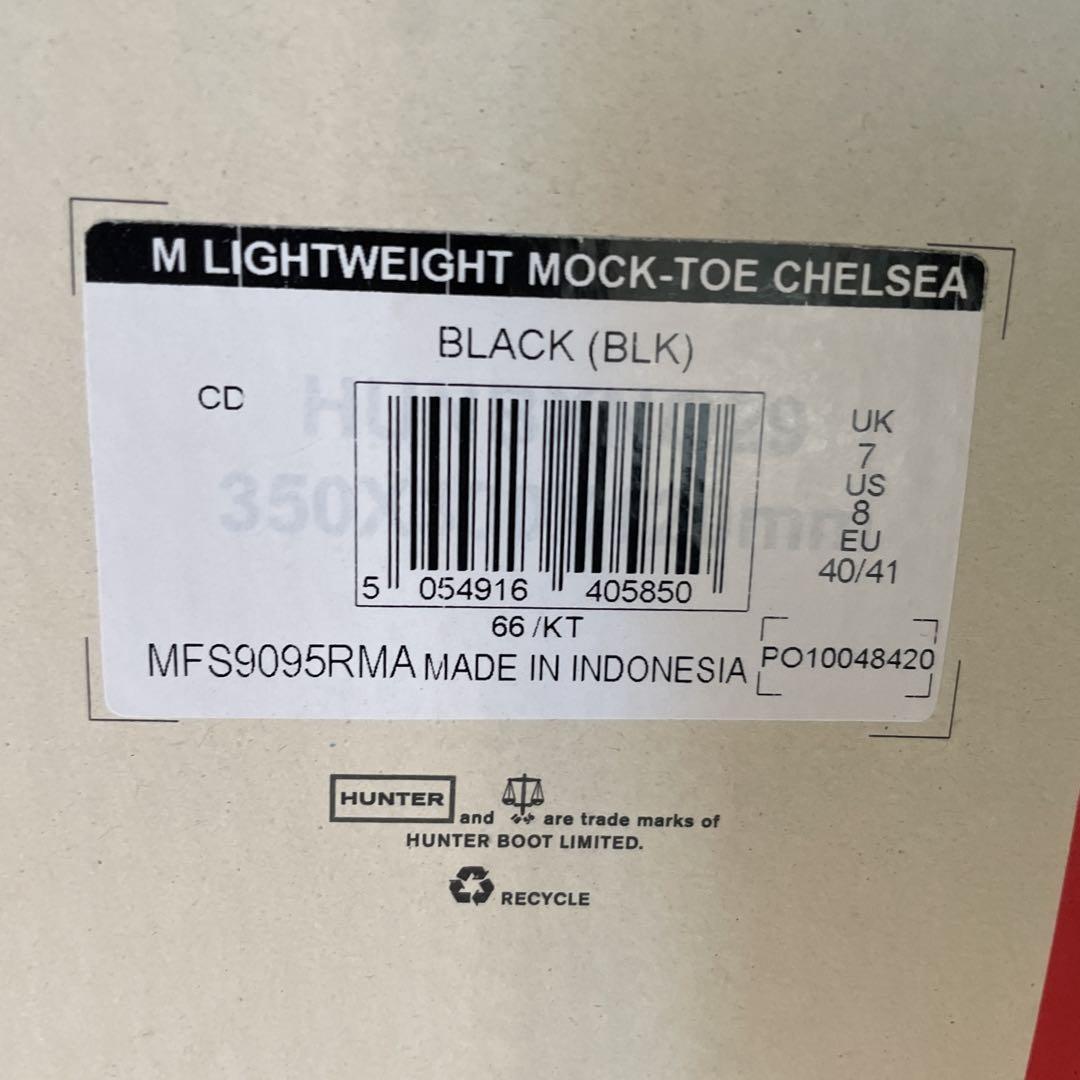 M LIGHTWEIGHT MOCK-TOE CHELSEA
BLACK (BLK)
CD
UK
7
US
8
EU
40/41
5 054916 405850
66 /KT
MFS9095RMA MADE IN INDONESIA
PO10048420
HUNTER and are trade marks of
HUNTER BOOT LIMITED.
RECYCLE